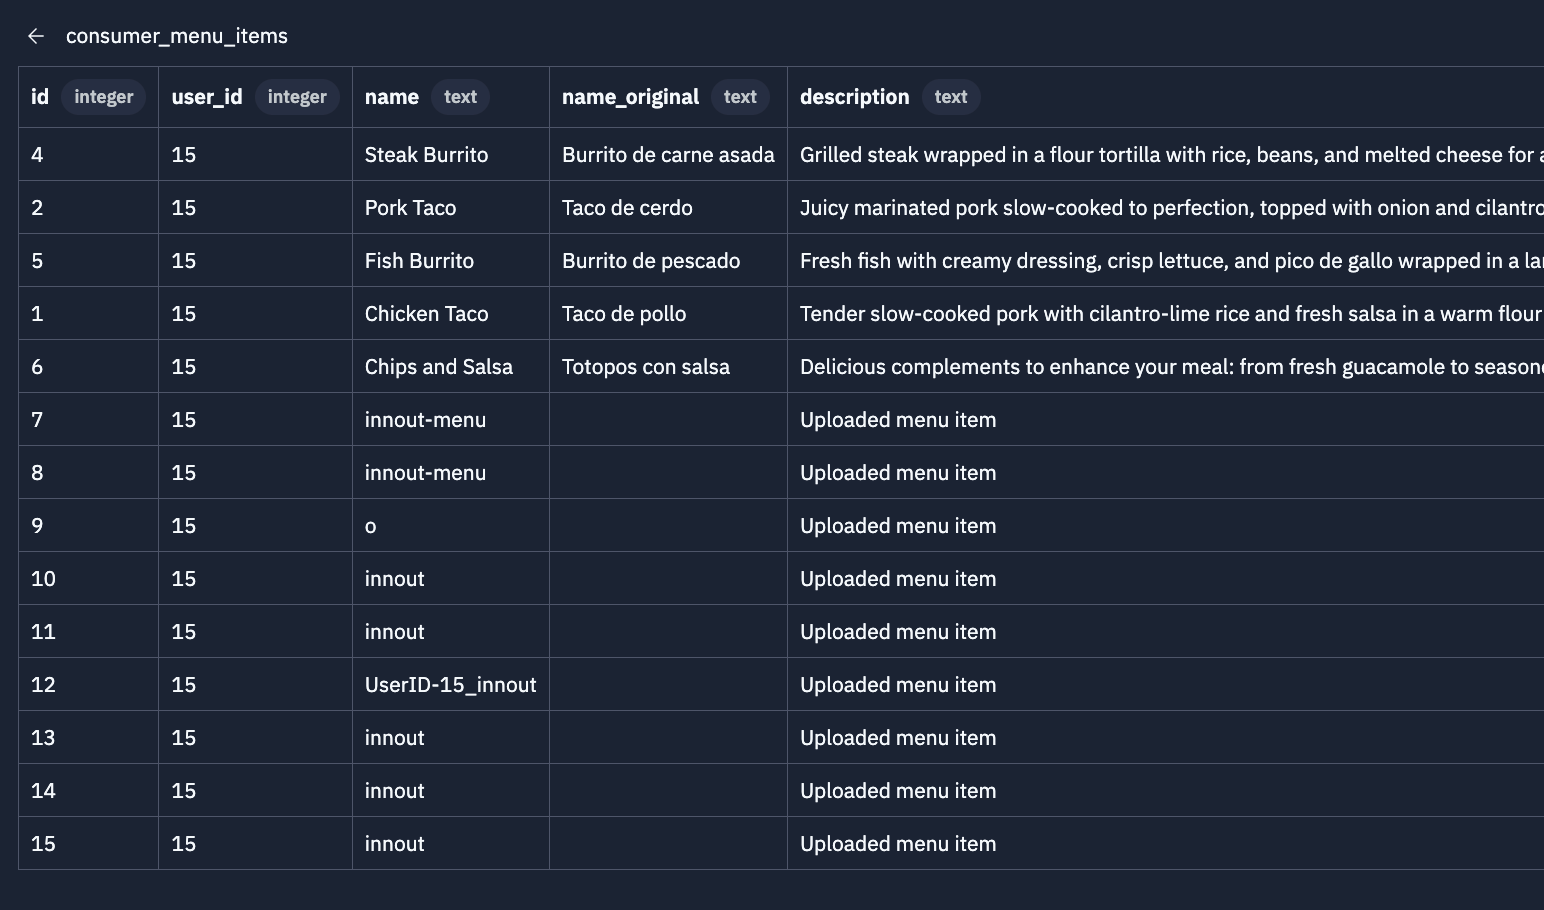 ← consumer_menu_items
id integer user_id integer name text name_original text description text
4 15 Steak Burrito Burrito de carne asada Grilled steak wrapped in a flour tortilla with rice, beans, and melted cheese for
2 15 Pork Taco Taco de cerdo Juicy marinated pork slow-cooked to perfection, topped with onion and cilantro
5 15 Fish Burrito Burrito de pescado Fresh fish with creamy dressing, crisp lettuce, and pico de gallo wrapped in a
1 15 Chicken Taco Taco de pollo Tender slow-cooked pork with cilantro-lime rice and fresh salsa in a warm flour
6 15 Chips and Salsa Totopos con salsa Delicious complements to enhance your meal: from fresh guacamole to
7 15 innout-menu Uploaded menu item
8 15 innout-menu Uploaded menu item
9 15 o Uploaded menu item
10 15 innout Uploaded menu item
11 15 innout Uploaded menu item
12 15 UserID-15_innout Uploaded menu item
13 15 innout Uploaded menu item
14 15 innout Uploaded menu item
15 15 innout Uploaded menu item